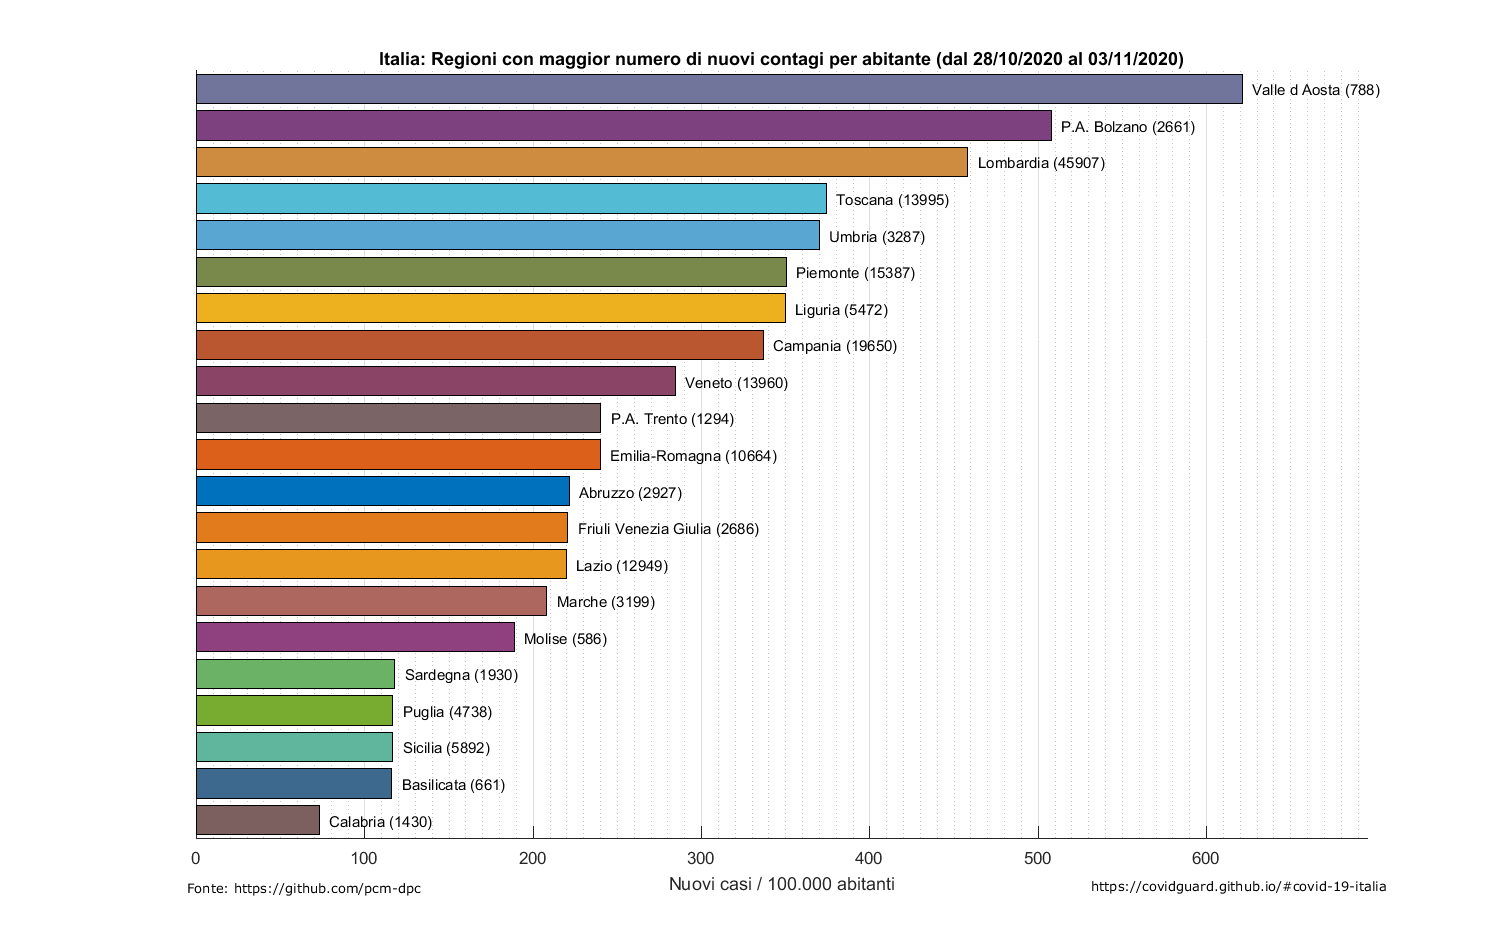 Italia: Regioni con maggior numero di nuovi contagi per abitante (dal 28/10/2020 al 03/11/2020)
Valle d Aosta (788)
P.A. Bolzano (2661)
Lombardia (45907)
Toscana (13995)
Umbria (3287)
Piemonte (15387)
Liguria (5472)
Campania (19650)
Veneto (13960)
P.A. Trento (1294)
Emilia-Romagna (10664)
Abruzzo (2927)
Friuli Venezia Giulia (2686)
Lazio (12949)
Marche (3199)
Molise (586)
Sardegna (1930)
Puglia (4738)
Sicilia (5892)
Basilicata (661)
Calabria (1430)
0 100 200 300 400 500 600
Nuovi casi / 100.000 abitanti
Fonte: https://github.com/pcm-dpc
https://covidguard.github.io/#covid-19-italia